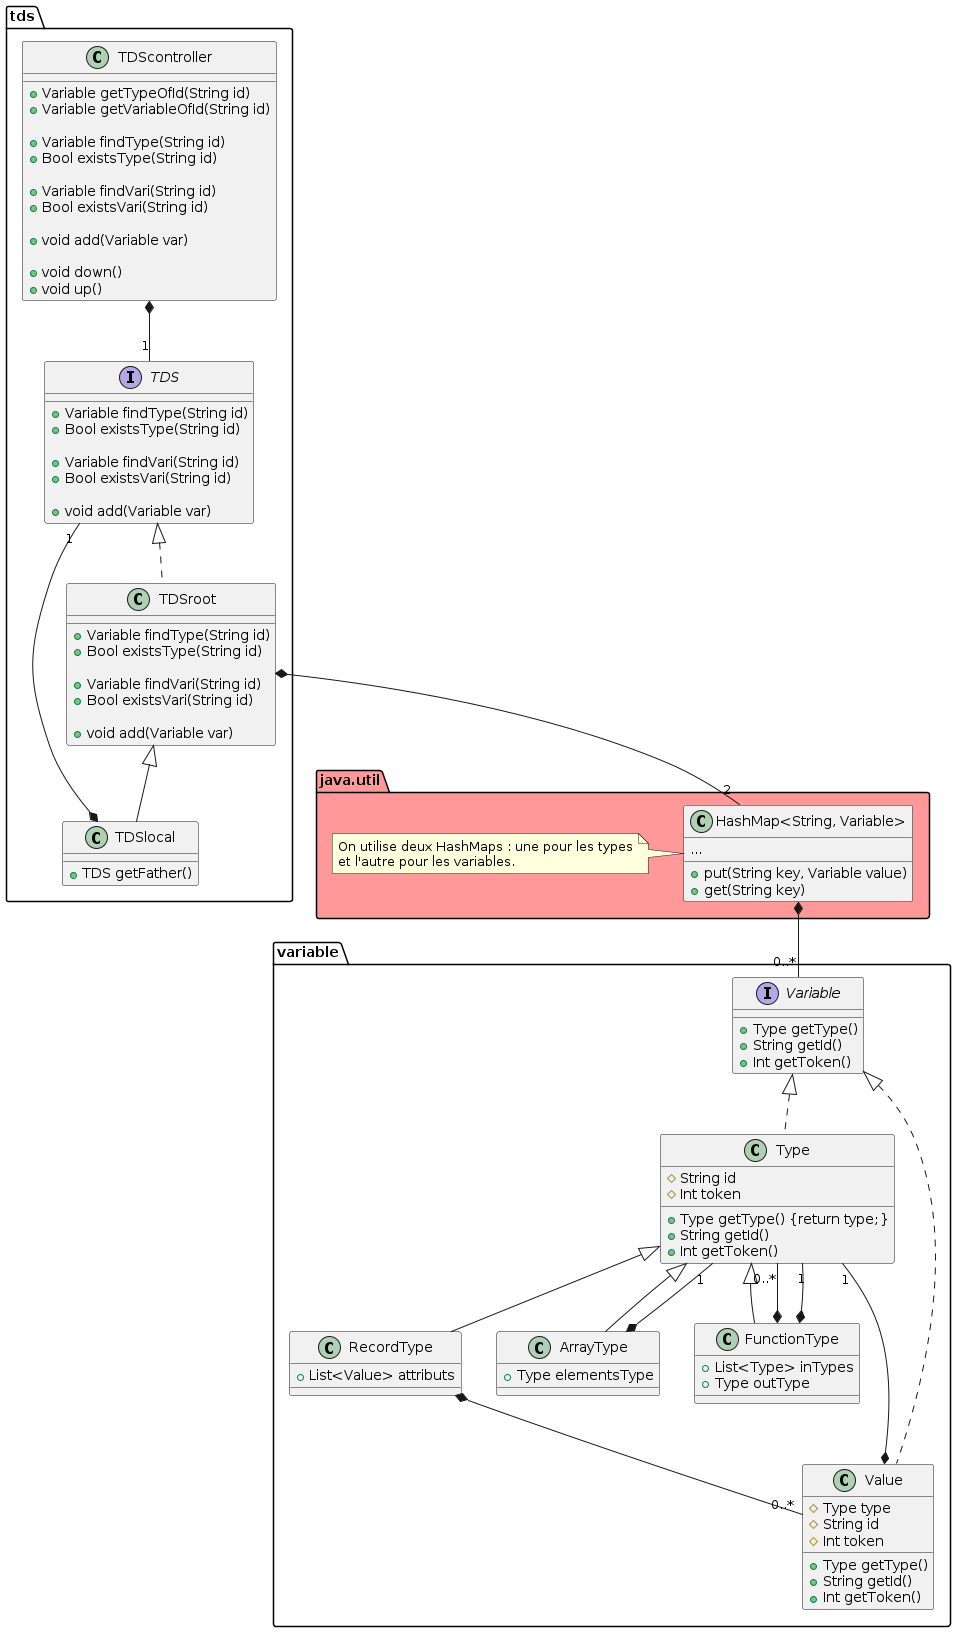 tds
C TDScontroller
Variable getTypeOfId(String id)
Variable getVariableOfId(String id)
Variable findType(String id)
Bool existsType(String id)
Variable findVari(String id)
Bool existsVari(String id)
void add(Variable var)
void down()
void up()
1
I TDS
Variable findType(String id)
Bool existsType(String id)
Variable findVari(String id)
Bool existsVari(String id)
void add(Variable var)
1
C TDSroot
Variable findType(String id)
Bool existsType(String id)
Variable findVari(String id)
Bool existsVari(String id)
void add(Variable var)
C TDSlocal
TDS getFather()
java.util
2
On utilise deux HashMaps : une pour les types
et l'autre pour les variables.
C HashMap<String, Variable>
...
put(String key, Variable value)
get(String key)
variable
0..*
I Variable
Type getType()
String getId()
Int getToken()
C Type
String id
Int token
Type getType() {return type; }
String getId()
Int getToken()
1
0..*
1
1
C RecordType
List<Value> attributs
C ArrayType
Type elementsType
C FunctionType
List<Type> inTypes
Type outType
0..*
C Value
Type type
String id
Int token
Type getType()
String getId()
Int getToken()